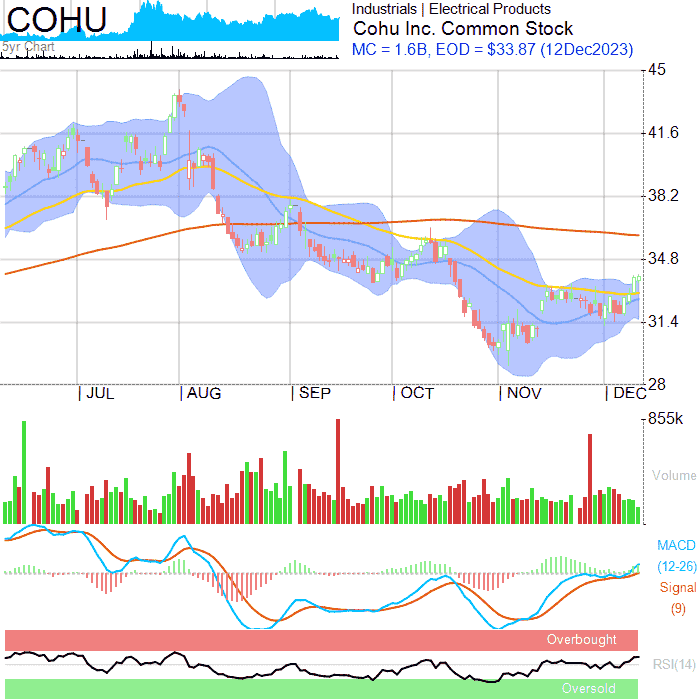 COHU
5yr Chart
Industrials | Electrical Products
Cohu Inc. Common Stock
MC = 1.6B, EOD = $33.87 (12Dec2023)
45
41.6
38.2
34.8
31.4
28
| JUL | AUG | SEP | OCT | NOV | DEC
855k
Volume
MACD
(12-26)
Signal
(9)
Overbought
RSI(14)
Oversold